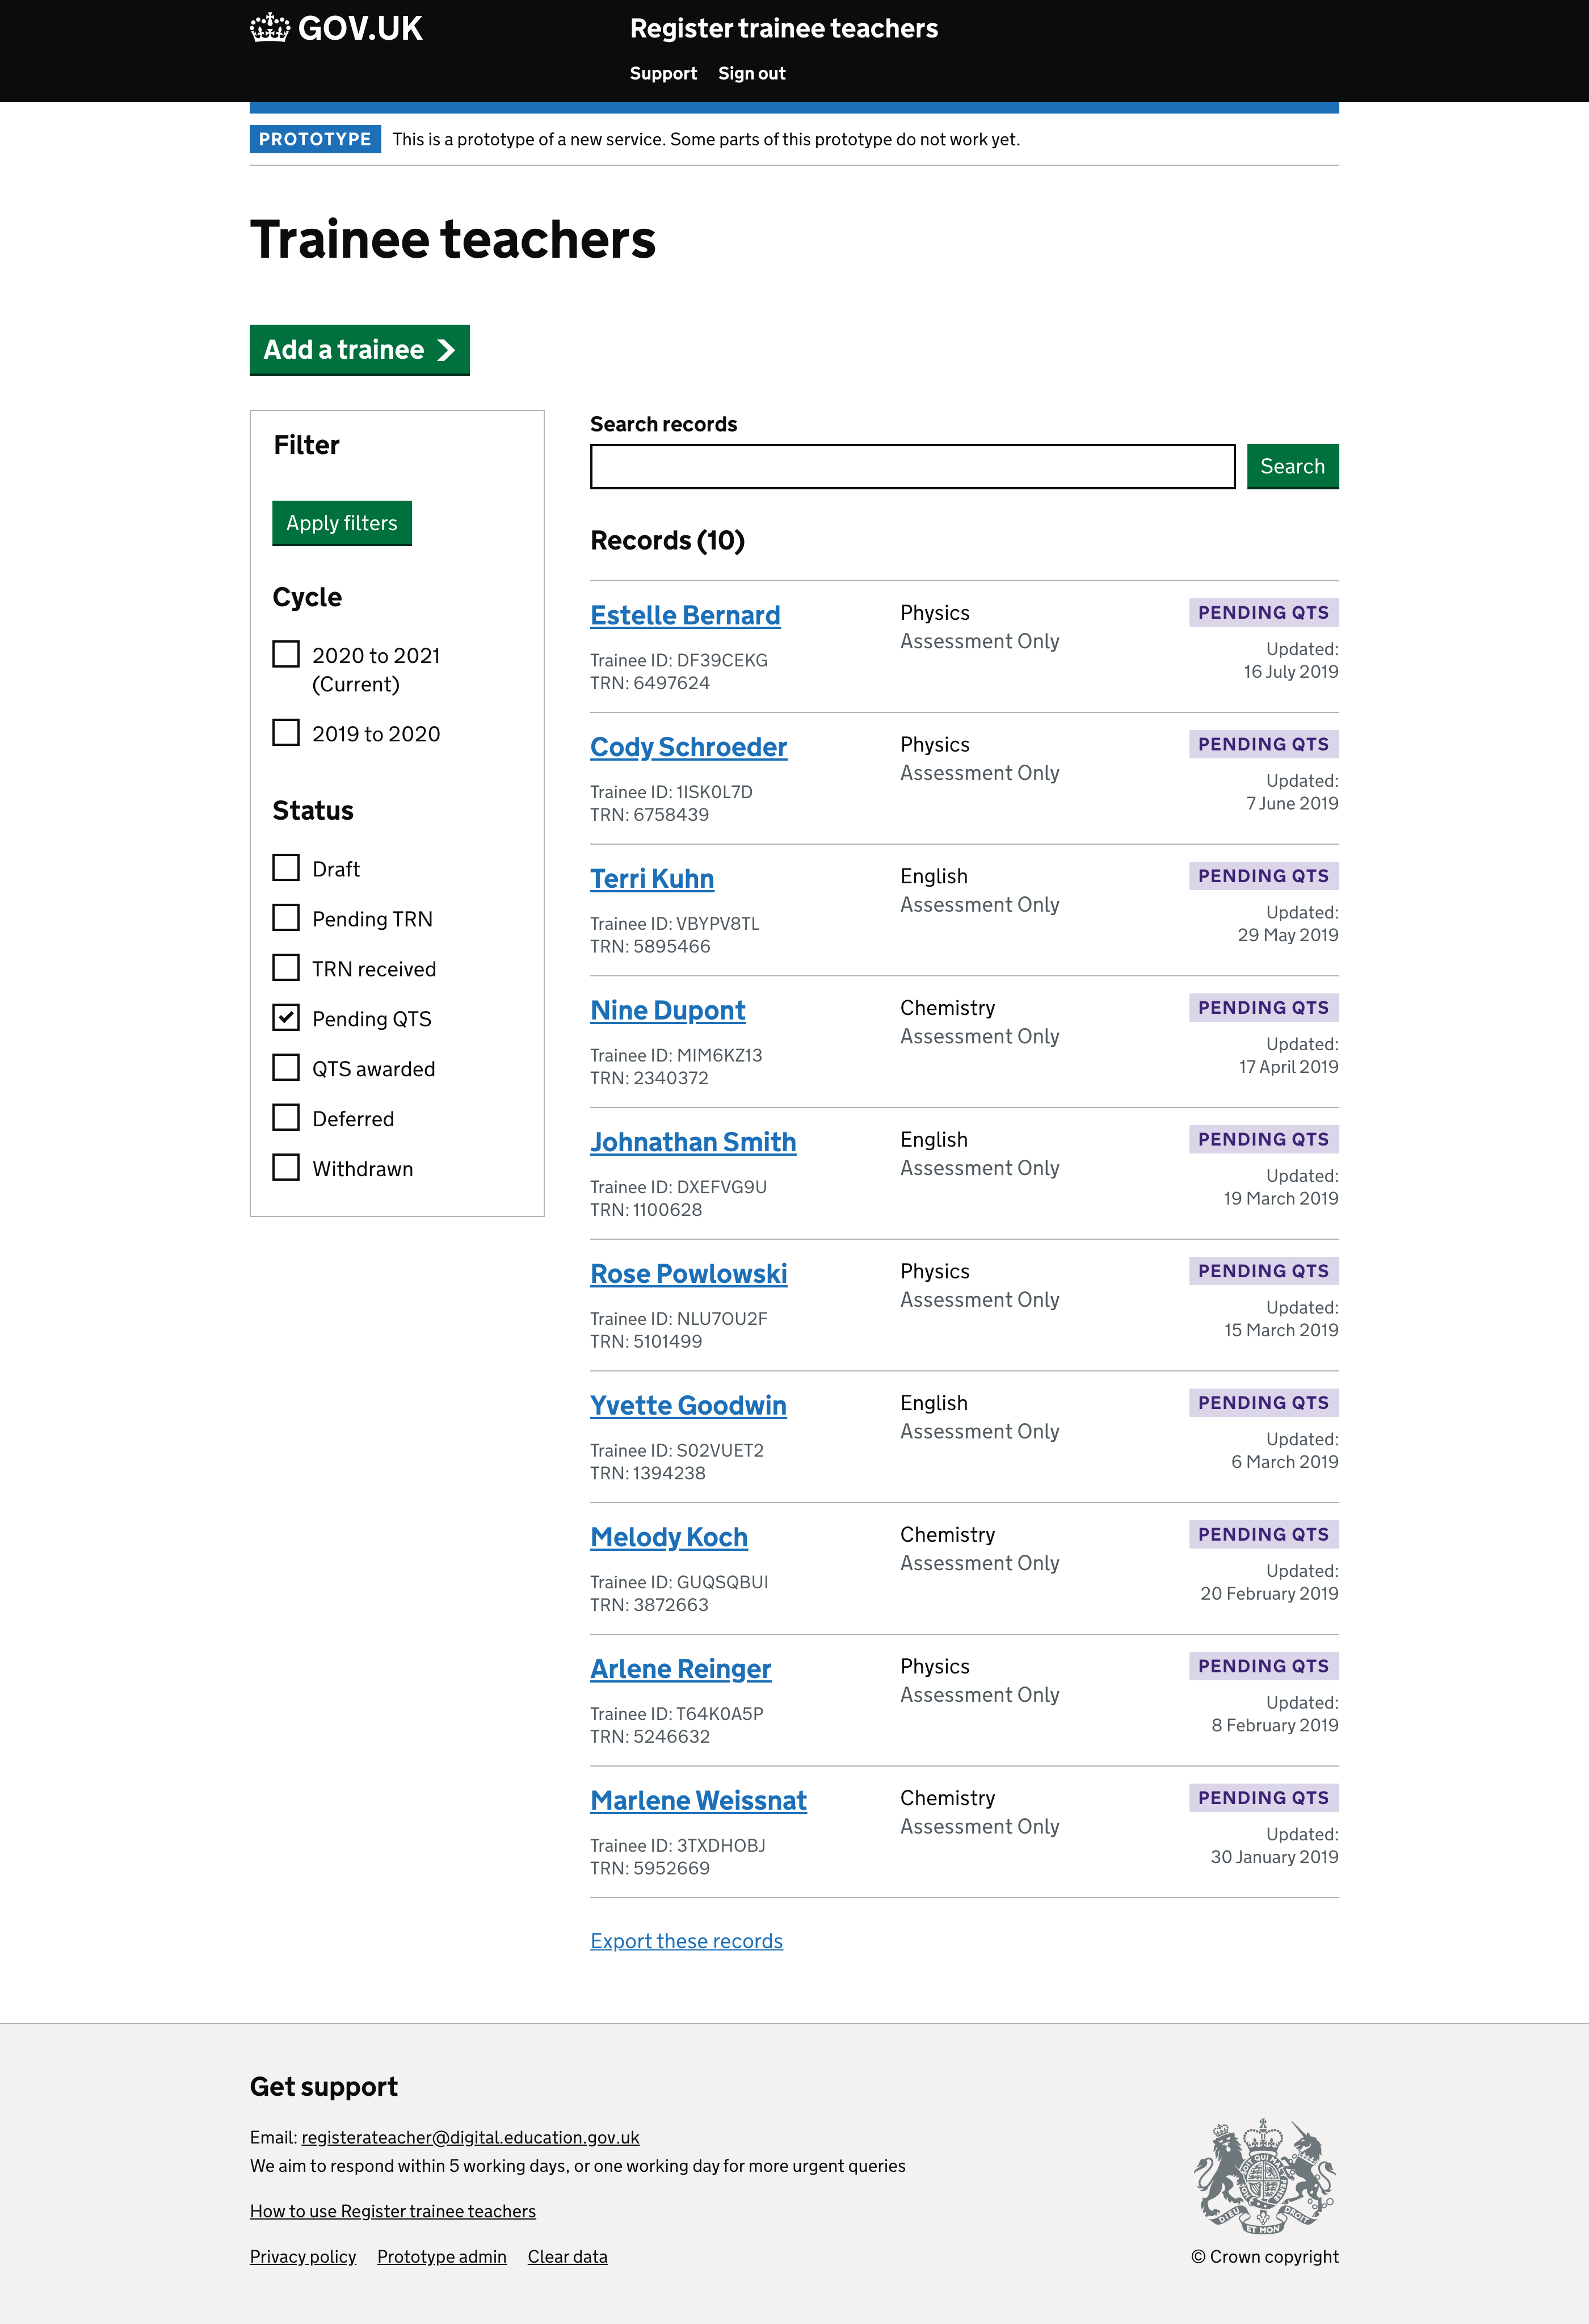 GOV.UK
Register trainee teachers
Support Sign out
PROTOTYPE This is a prototype of a new service. Some parts of this prototype do not work yet.
Trainee teachers
Add a trainee
Filter
Apply filters
Cycle
2020 to 2021
(Current)
2019 to 2020
Status
Draft
Pending TRN
TRN received
Pending QTS
QTS awarded
Deferred
Withdrawn
Search records
Search
Records (10)
Estelle Bernard
Trainee ID: DF39CEKG
TRN: 6497624
Physics
Assessment Only
PENDING QTS
Updated:
16 July 2019
Cody Schroeder
Trainee ID: 1ISK0L7D
TRN: 6758439
Physics
Assessment Only
PENDING QTS
Updated:
7 June 2019
Terri Kuhn
Trainee ID: VBYPV8TL
TRN: 5895466
English
Assessment Only
PENDING QTS
Updated:
29 May 2019
Nine Dupont
Trainee ID: MIM6KZ13
TRN: 2340372
Chemistry
Assessment Only
PENDING QTS
Updated:
17 April 2019
Johnathan Smith
Trainee ID: DXEFVG9U
TRN: 1100628
English
Assessment Only
PENDING QTS
Updated:
19 March 2019
Rose Powlowski
Trainee ID: NLU7OU2F
TRN: 5101499
Physics
Assessment Only
PENDING QTS
Updated:
15 March 2019
Yvette Goodwin
Trainee ID: S02VUET2
TRN: 1394238
English
Assessment Only
PENDING QTS
Updated:
6 March 2019
Melody Koch
Trainee ID: GUQSQBUI
TRN: 3872663
Chemistry
Assessment Only
PENDING QTS
Updated:
20 February 2019
Arlene Reinger
Trainee ID: T64K0A5P
TRN: 5246632
Physics
Assessment Only
PENDING QTS
Updated:
8 February 2019
Marlene Weissnat
Trainee ID: 3TXDHOBJ
TRN: 5952669
Chemistry
Assessment Only
PENDING QTS
Updated:
30 January 2019
Export these records
Get support
Email: registerateacher@digital.education.gov.uk
We aim to respond within 5 working days, or one working day for more urgent queries
How to use Register trainee teachers
Privacy policy Prototype admin Clear data
DIEU ET MON DROIT
© Crown copyright